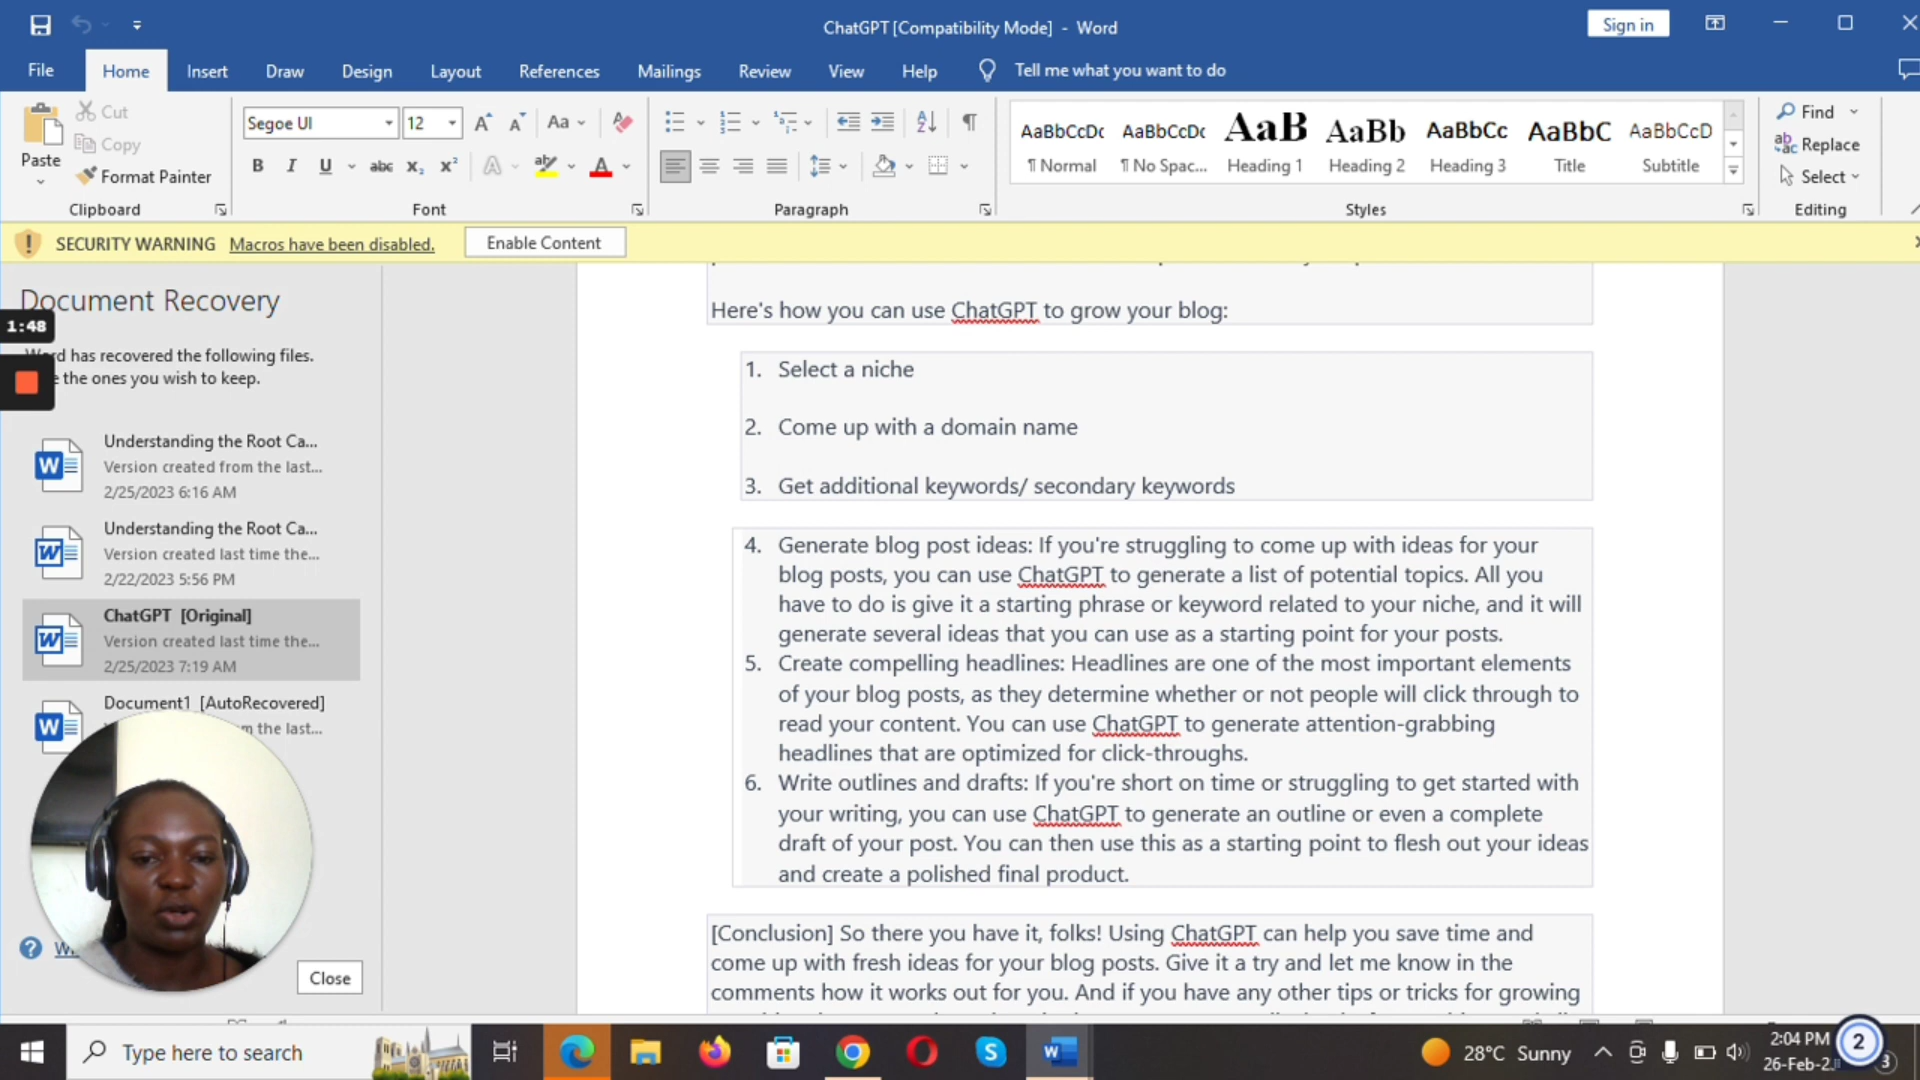 ChatGPT [Compatibility Mode] - Word
Sign in
File Home Insert Draw Design Layout References Mailings Review View Help Tell me what you want to do
Paste
Cut
Copy
Format Painter
Clipboard
Segoe UI 12
Font
Paragraph
AaBbCcDc ¶ Normal
AaBbCcDc ¶ No Spac...
AaB Heading 1
AaBb Heading 2
AaBbCc Heading 3
AaBbC Title
AaBbCcD Subtitle
Styles
Find
Replace
Select
Editing
SECURITY WARNING Macros have been disabled. Enable Content
Document Recovery
1:48
has recovered the following files.
the ones you wish to keep.
Understanding the Root Ca...
Version created from the last...
2/25/2023 6:16 AM
Understanding the Root Ca...
Version created last time the...
2/22/2023 5:56 PM
ChatGPT [Original]
Version created last time the...
2/25/2023 7:19 AM
Document1 [AutoRecovered]
the last...
Close
Here's how you can use ChatGPT to grow your blog:
1. Select a niche
2. Come up with a domain name
3. Get additional keywords/ secondary keywords
4. Generate blog post ideas: If you're struggling to come up with ideas for your
blog posts, you can use ChatGPT to generate a list of potential topics. All you
have to do is give it a starting phrase or keyword related to your niche, and it will
generate several ideas that you can use as a starting point for your posts.
5. Create compelling headlines: Headlines are one of the most important elements
of your blog posts, as they determine whether or not people will click through to
read your content. You can use ChatGPT to generate attention-grabbing
headlines that are optimized for click-throughs.
6. Write outlines and drafts: If you're short on time or struggling to get started with
your writing, you can use ChatGPT to generate an outline or even a complete
draft of your post. You can then use this as a starting point to flesh out your ideas
and create a polished final product.
[Conclusion] So there you have it, folks! Using ChatGPT can help you save time and
come up with fresh ideas for your blog posts. Give it a try and let me know in the
comments how it works out for you. And if you have any other tips or tricks for growing
Type here to search
28°C Sunny
2:04 PM
26-Feb-2
2
3